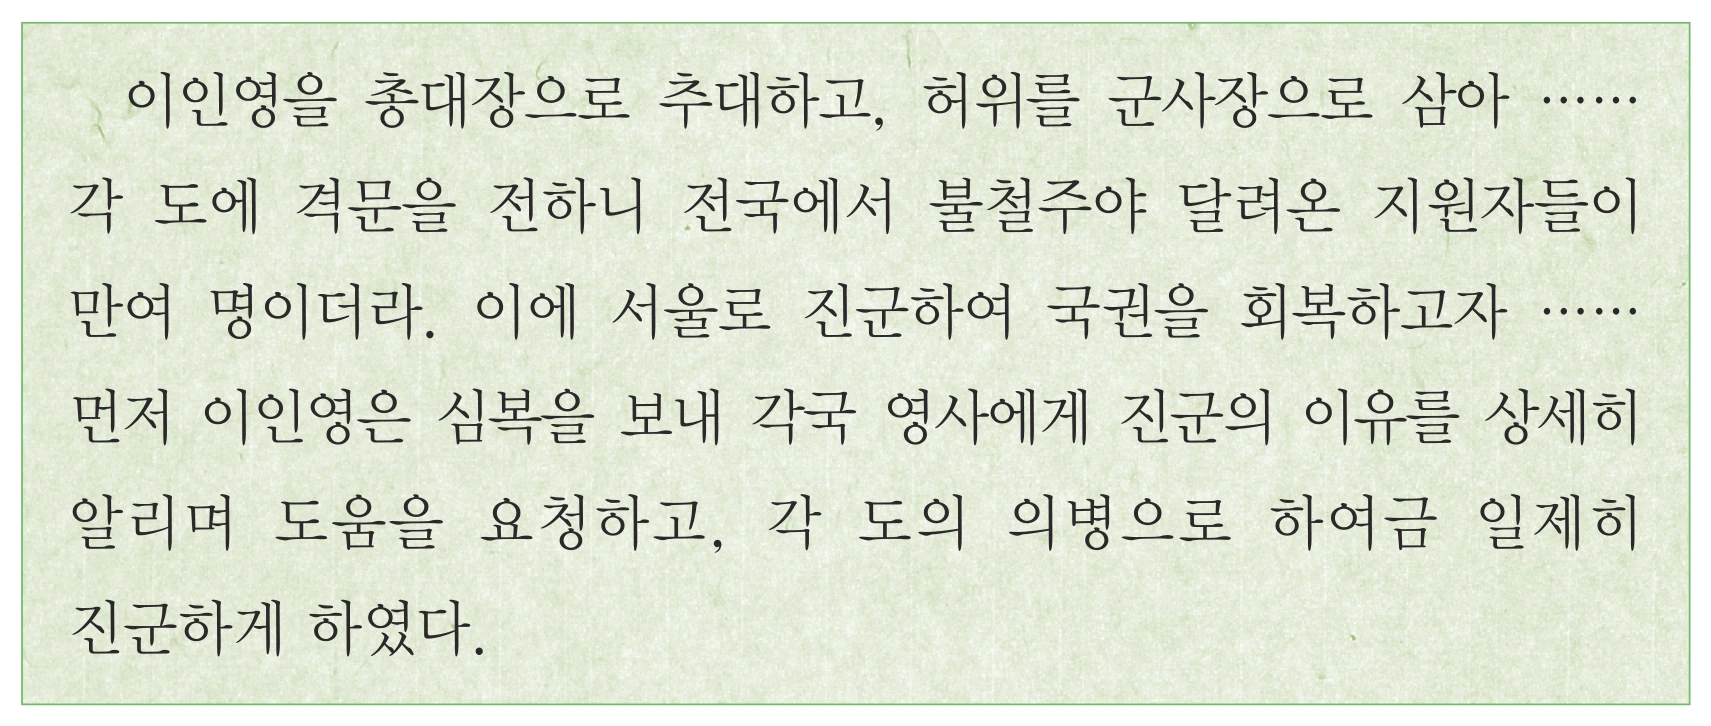 이인영을 총대장으로 추대하고, 허위를 군사장으로 삼아 ……
각 도에 격문을 전하니 전국에서 불철주야 달려온 지원자들이
만여 명이더라. 이에 서울로 진군하여 국권을 회복하고자 ……
먼저 이인영은 심복을 보내 각국 영사에게 진군의 이유를 상세히
알리며 도움을 요청하고, 각 도의 의병으로 하여금 일제히
진군하게 하였다.